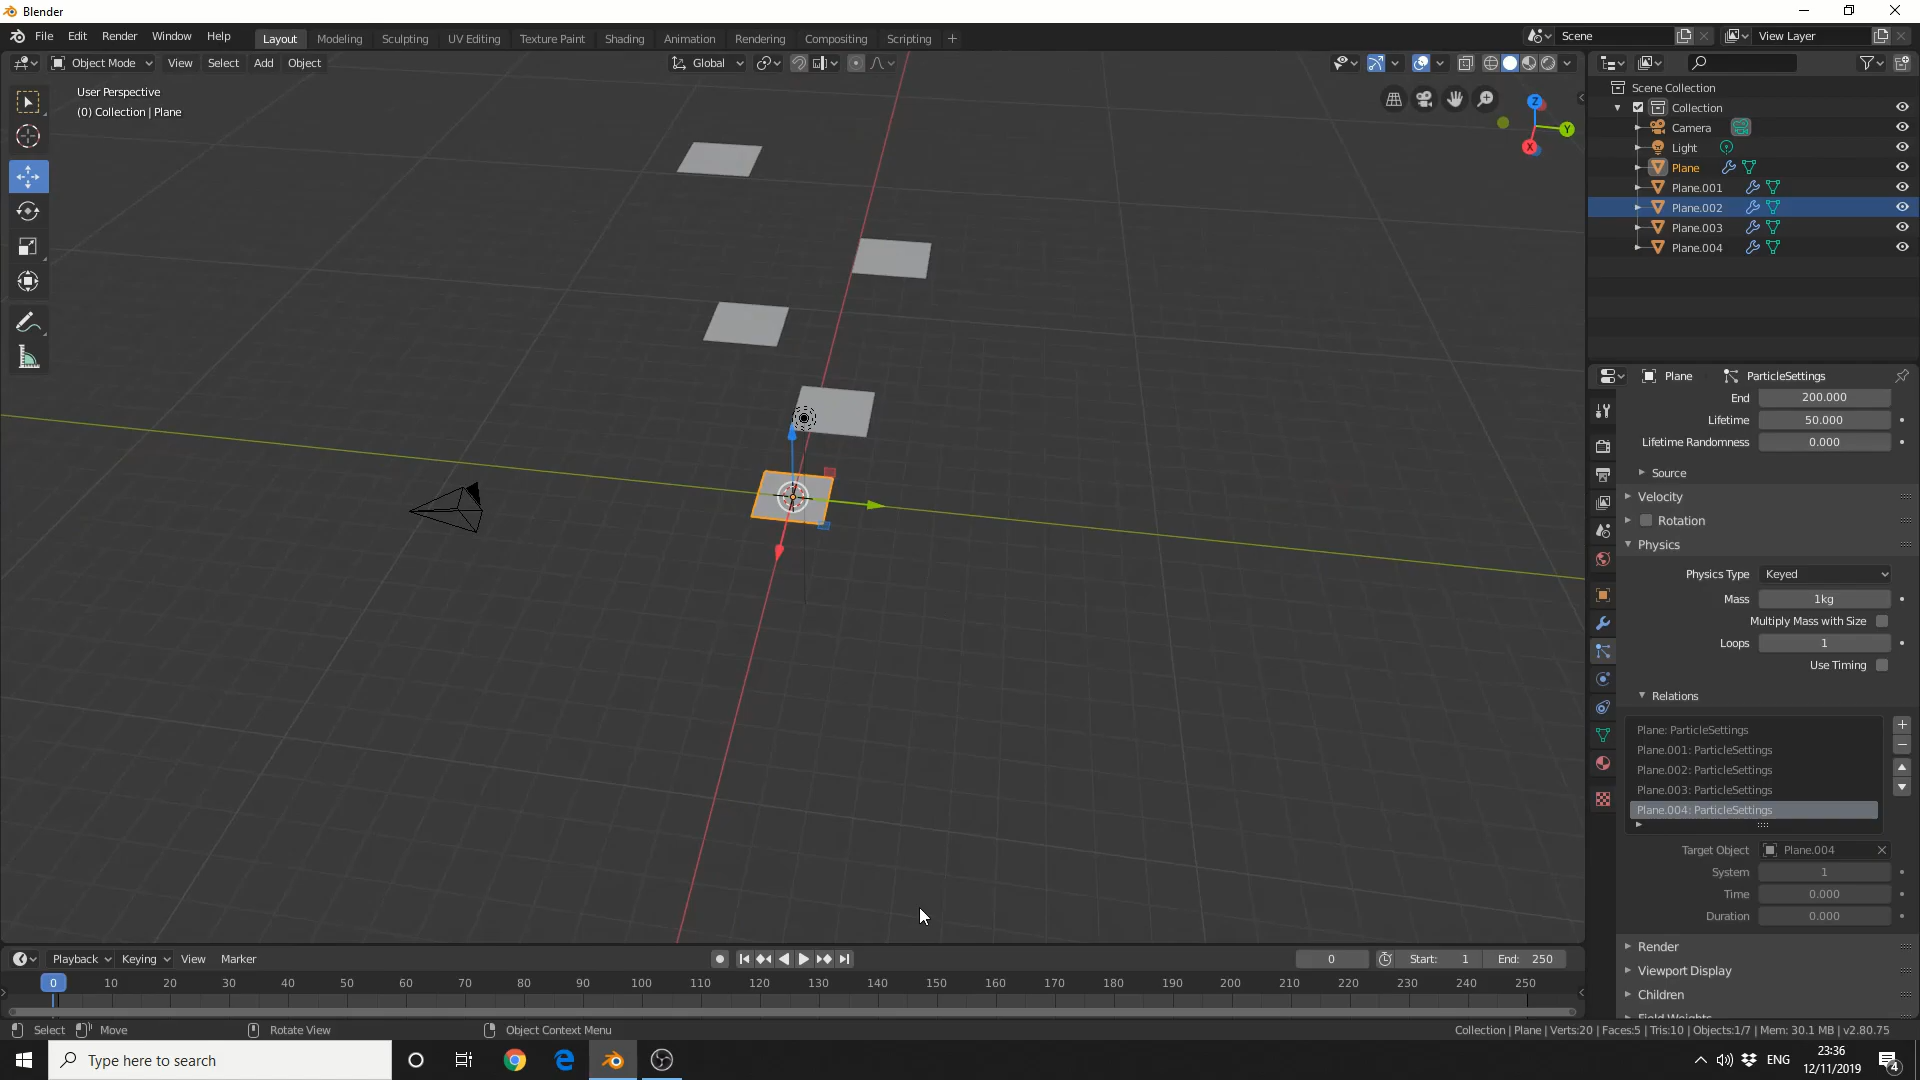 Blender
File Edit Render Window Help Layout Modeling Sculpting UV Editing Texture Paint Shading Animation Rendering Compositing Scripting Scene View Layer
Object Mode View Select Add Object Global
User Perspective
(0) Collection | Plane
Z
Y
X
Scene Collection
Collection
Camera
Light
Plane
Plane.001
Plane.002
Plane.003
Plane.004
Plane ParticleSettings
End 200.000
Lifetime 50.000
Lifetime Randomness 0.000
Source
Velocity
Rotation
Physics
Physics Type Keyed
Mass 1kg
Multiply Mass with Size
Loops 1
Use Timing
Relations
Plane: ParticleSettings
Plane.001: ParticleSettings
Plane.002: ParticleSettings
Plane.003: ParticleSettings
Plane.004: ParticleSettings
Target Object Plane.004
System 1
Time 0.000
Duration 0.000
Render
Viewport Display
Children
Field Weights
Playback Keying View Marker 0 Start: 1 End: 250
0 10 20 30 40 50 60 70 80 90 100 110 120 130 140 150 160 170 180 190 200 210 220 230 240 250
Select Move Rotate View Object Context Menu Collection | Plane | Verts:20 | Faces:5 | Tris:10 | Objects:1/7 | Mem: 30.1 MB | v2.80.75
Type here to search ENG 23:36
12/11/2019 4